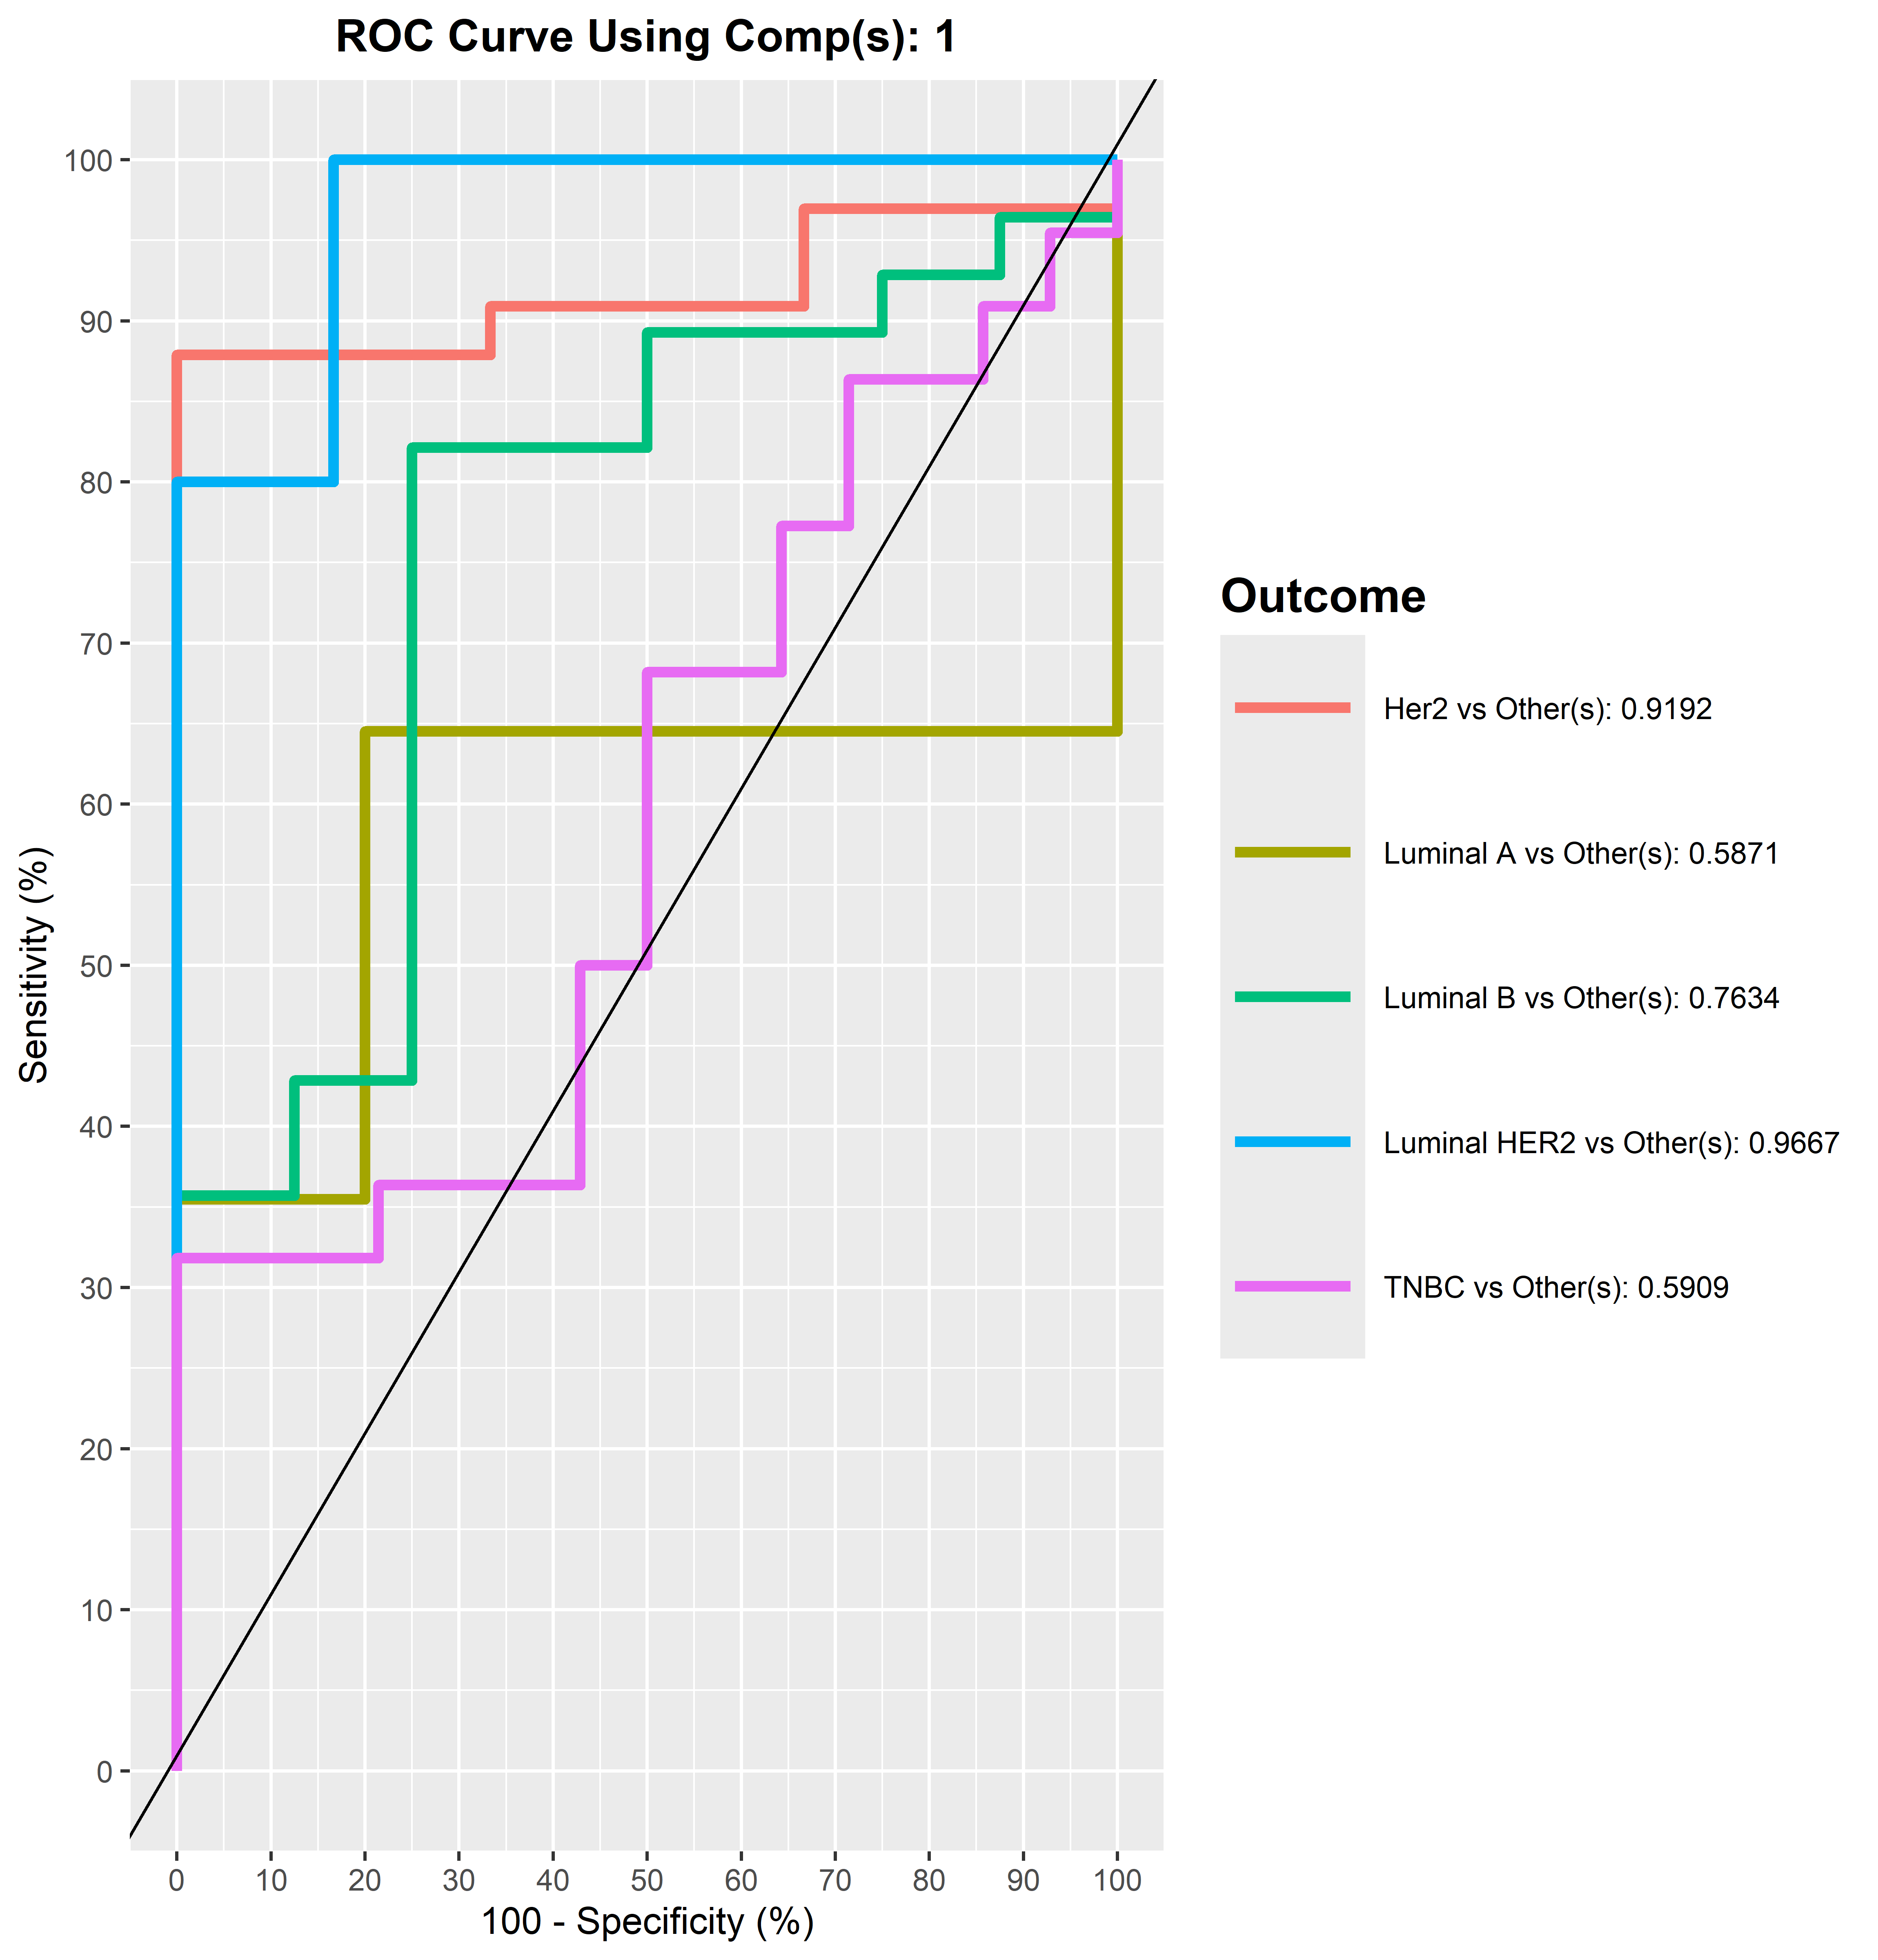 ROC Curve Using Comp(s): 1
Sensitivity (%)
100
90
80
70
60
50
40
30
20
10
0
0 10 20 30 40 50 60 70 80 90 100
100 - Specificity (%)
Outcome
Her2 vs Other(s): 0.9192
Luminal A vs Other(s): 0.5871
Luminal B vs Other(s): 0.7634
Luminal HER2 vs Other(s): 0.9667
TNBC vs Other(s): 0.5909